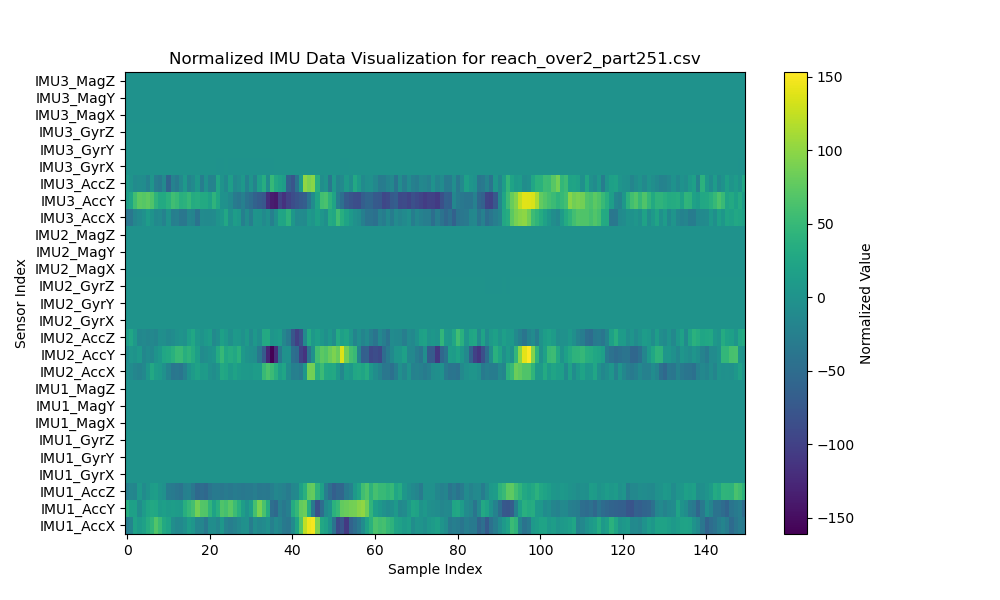 Normalized IMU Data Visualization for reach_over2_part251.csv
IMU3_MagZ
IMU3_MagY
IMU3_MagX
IMU3_GyrZ
IMU3_GyrY
IMU3_GyrX
IMU3_AccZ
IMU3_AccY
IMU3_AccX
IMU2_MagZ
IMU2_MagY
IMU2_MagX
IMU2_GyrZ
IMU2_GyrY
IMU2_GyrX
IMU2_AccZ
IMU2_AccY
IMU2_AccX
IMU1_MagZ
IMU1_MagY
IMU1_MagX
IMU1_GyrZ
IMU1_GyrY
IMU1_GyrX
IMU1_AccZ
IMU1_AccY
IMU1_AccX
Sensor Index
0 20 40 60 80 100 120 140
Sample Index
150
100
50
0
−50
−100
−150
Normalized Value